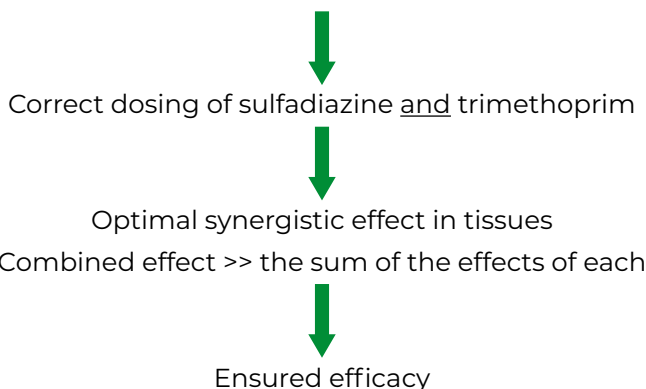 Correct dosing of sulfadiazine and trimethoprim
Optimal synergistic effect in tissues
Combined effect >> the sum of the effects of each
Ensured efficacy